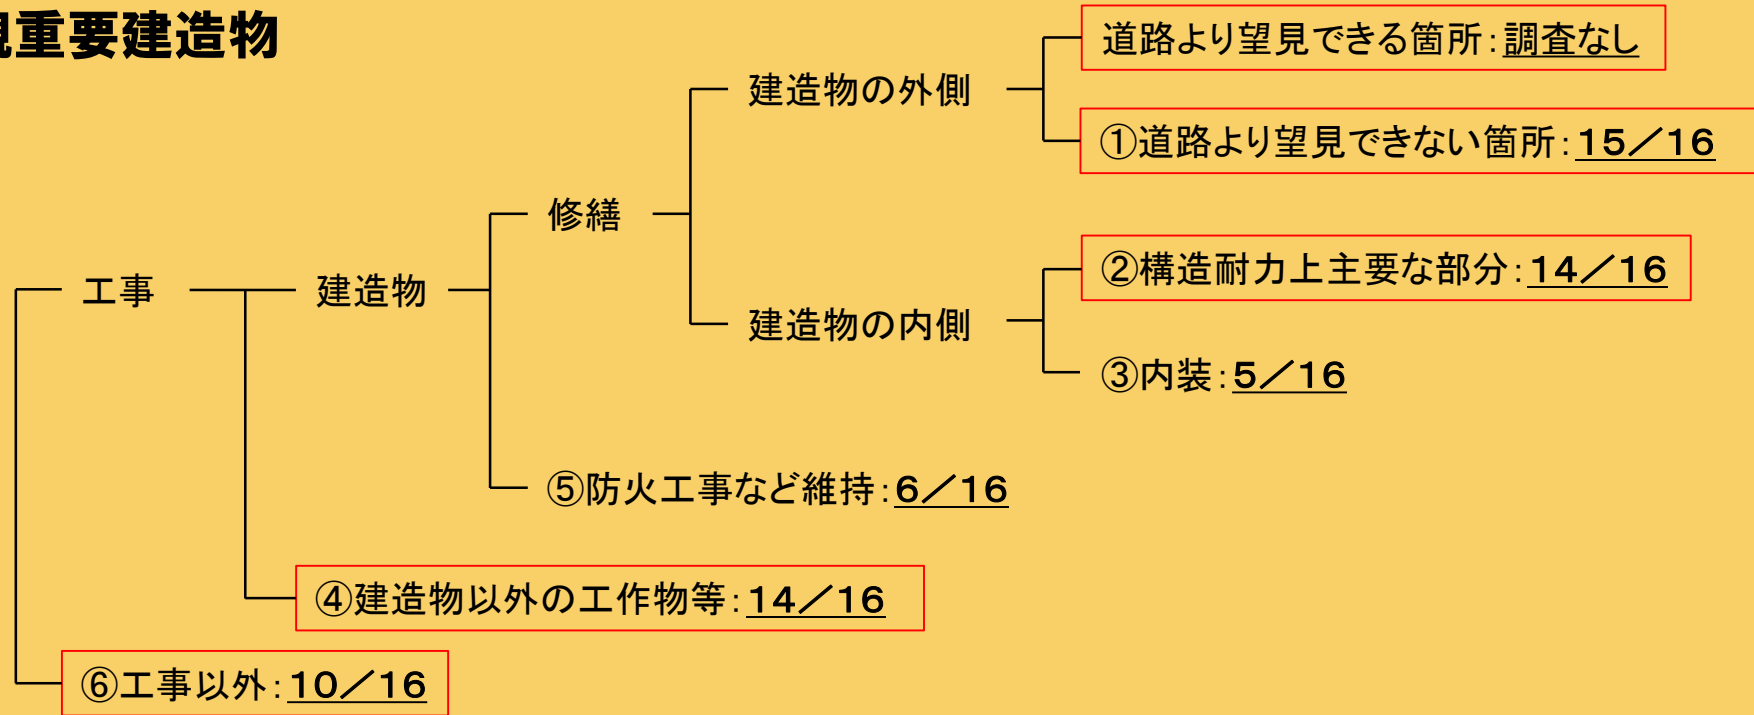 重要建造物
道路より望見できる箇所：調査なし
建造物の外側
①道路より望見できない箇所：15／16
修繕
②構造耐力上主要な部分：14／16
工事
建造物
建造物の内側
③内装：5／16
⑤防火工事など維持：6／16
④建造物以外の工作物等：14／16
⑥工事以外：10／16